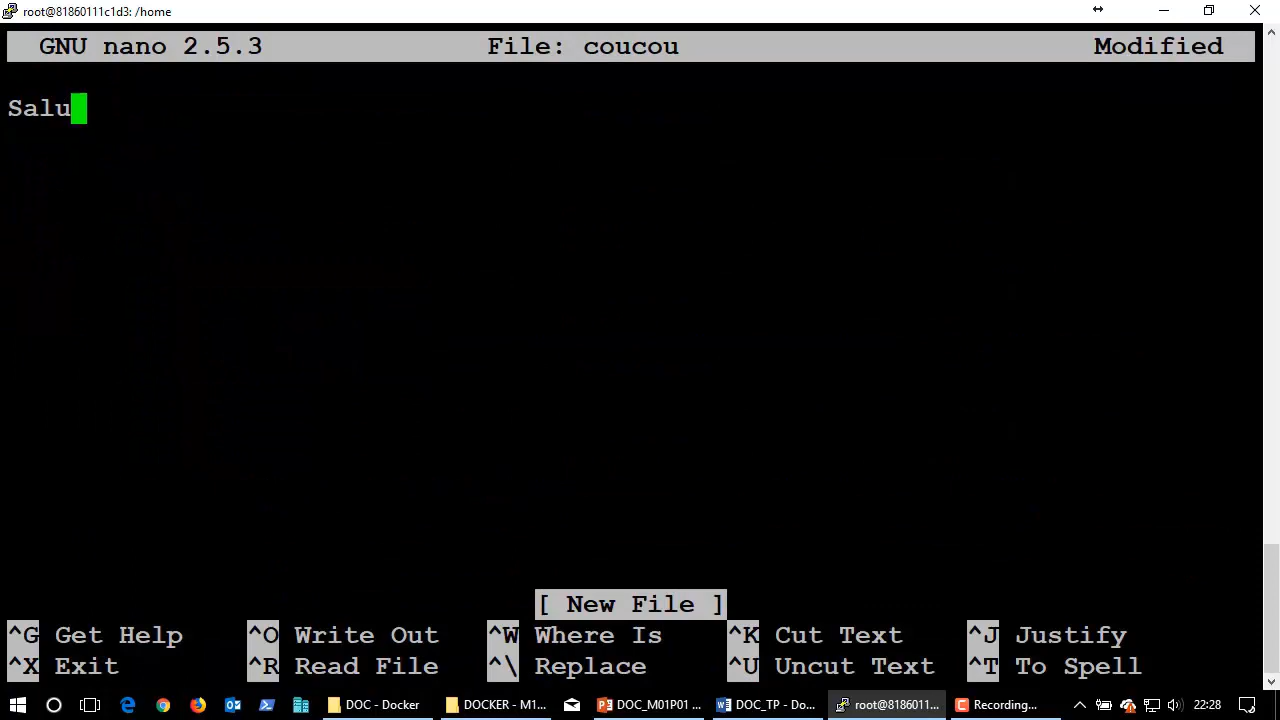 root@81860111c1d3: /home
GNU nano 2.5.3 File: coucou Modified
Salu
[ New File ]
^G Get Help ^O Write Out ^W Where Is ^K Cut Text ^J Justify
^X Exit ^R Read File ^\ Replace ^U Uncut Text ^T To Spell
DOC - Docker DOCKER - M1... DOC_M01P01 ... DOC_TP - Do... root@8186011... Recording... 22:28